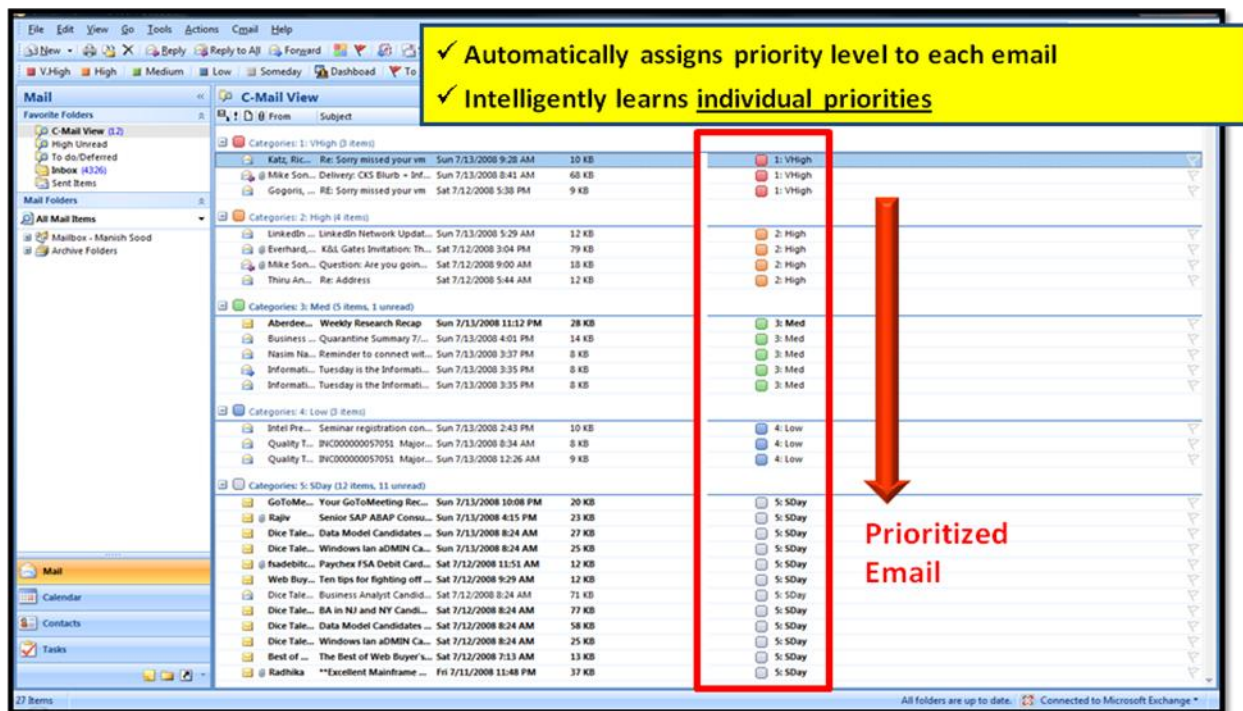 File Edit View Go Tools Actions Cmail Help
New Reply Reply to All Forward
V.High High Medium Low Someday Dashboard To
✓ Automatically assigns priority level to each email
✓ Intelligently learns individual priorities
Mail
Favorite Folders
C-Mail View (12)
High Unread
To do/Deferred
Inbox (4326)
Sent Items
Mail Folders
All Mail Items
Mailbox - Manish Sood
Archive Folders
Mail
Calendar
Contacts
Tasks
C-Mail View
From Subject
Categories: 1: VHigh (3 items)
Katz, Ric... Re: Sorry missed your vm Sun 7/13/2008 9:28 AM 10 KB 1: VHigh
Mike Son... Delivery: CKS Blurb + Inf... Sun 7/13/2008 8:41 AM 68 KB 1: VHigh
Gogoris, ... RE: Sorry missed your vm Sat 7/12/2008 5:38 PM 9 KB 1: VHigh
Categories: 2: High (4 items)
LinkedIn ... LinkedIn Network Updat... Sun 7/13/2008 5:29 AM 12 KB 2: High
Everhard,... K&L Gates Invitation: Th... Sat 7/12/2008 3:04 PM 79 KB 2: High
Mike Son... Question: Are you goin... Sat 7/12/2008 9:00 AM 18 KB 2: High
Thiru An... Re: Address Sat 7/12/2008 5:44 AM 12 KB 2: High
Categories: 3: Med (5 items, 1 unread)
Aberdee... Weekly Research Recap Sun 7/13/2008 11:12 PM 28 KB 3: Med
Business ... Quarantine Summary 7/... Sun 7/13/2008 4:01 PM 14 KB 3: Med
Nasim Na... Reminder to connect wit... Sun 7/13/2008 3:37 PM 8 KB 3: Med
Informati... Tuesday is the Informati... Sun 7/13/2008 3:35 PM 8 KB 3: Med
Informati... Tuesday is the Informati... Sun 7/13/2008 3:35 PM 8 KB 3: Med
Categories: 4: Low (3 items)
Intel Pre... Seminar registration con... Sun 7/13/2008 2:43 PM 10 KB 4: Low
Quality T... INC000000057051 Major... Sun 7/13/2008 8:34 AM 8 KB 4: Low
Quality T... INC000000057051 Major... Sun 7/13/2008 12:26 AM 9 KB 4: Low
Categories: 5: SDay (12 items, 11 unread)
GoToMe... Your GoToMeeting Rec... Sun 7/13/2008 10:08 PM 20 KB 5: SDay
Rajiv Senior SAP ABAP Consu... Sun 7/13/2008 4:15 PM 23 KB 5: SDay
Dice Tale... Data Model Candidates ... Sun 7/13/2008 8:24 AM 27 KB 5: SDay
Dice Tale... Windows lan aDMIN Ca... Sun 7/13/2008 8:24 AM 25 KB 5: SDay
fsadebitc... Paychex FSA Debit Card... Sat 7/12/2008 11:51 AM 12 KB 5: SDay
Web Buy... Ten tips for fighting off ... Sat 7/12/2008 9:29 AM 12 KB 5: SDay
Dice Tale... Business Analyst Candid... Sat 7/12/2008 8:24 AM 71 KB 5: SDay
Dice Tale... BA in NJ and NY Candi... Sat 7/12/2008 8:24 AM 77 KB 5: SDay
Dice Tale... Data Model Candidates ... Sat 7/12/2008 8:24 AM 58 KB 5: SDay
Dice Tale... Windows lan aDMIN Ca... Sat 7/12/2008 8:24 AM 25 KB 5: SDay
Best of ... The Best of Web Buyer's... Sat 7/12/2008 7:13 AM 13 KB 5: SDay
Radhika **Excellent Mainframe ... Fri 7/11/2008 11:48 PM 37 KB 5: SDay
Prioritized
Email
27 Items All folders are up to date. Connected to Microsoft Exchange